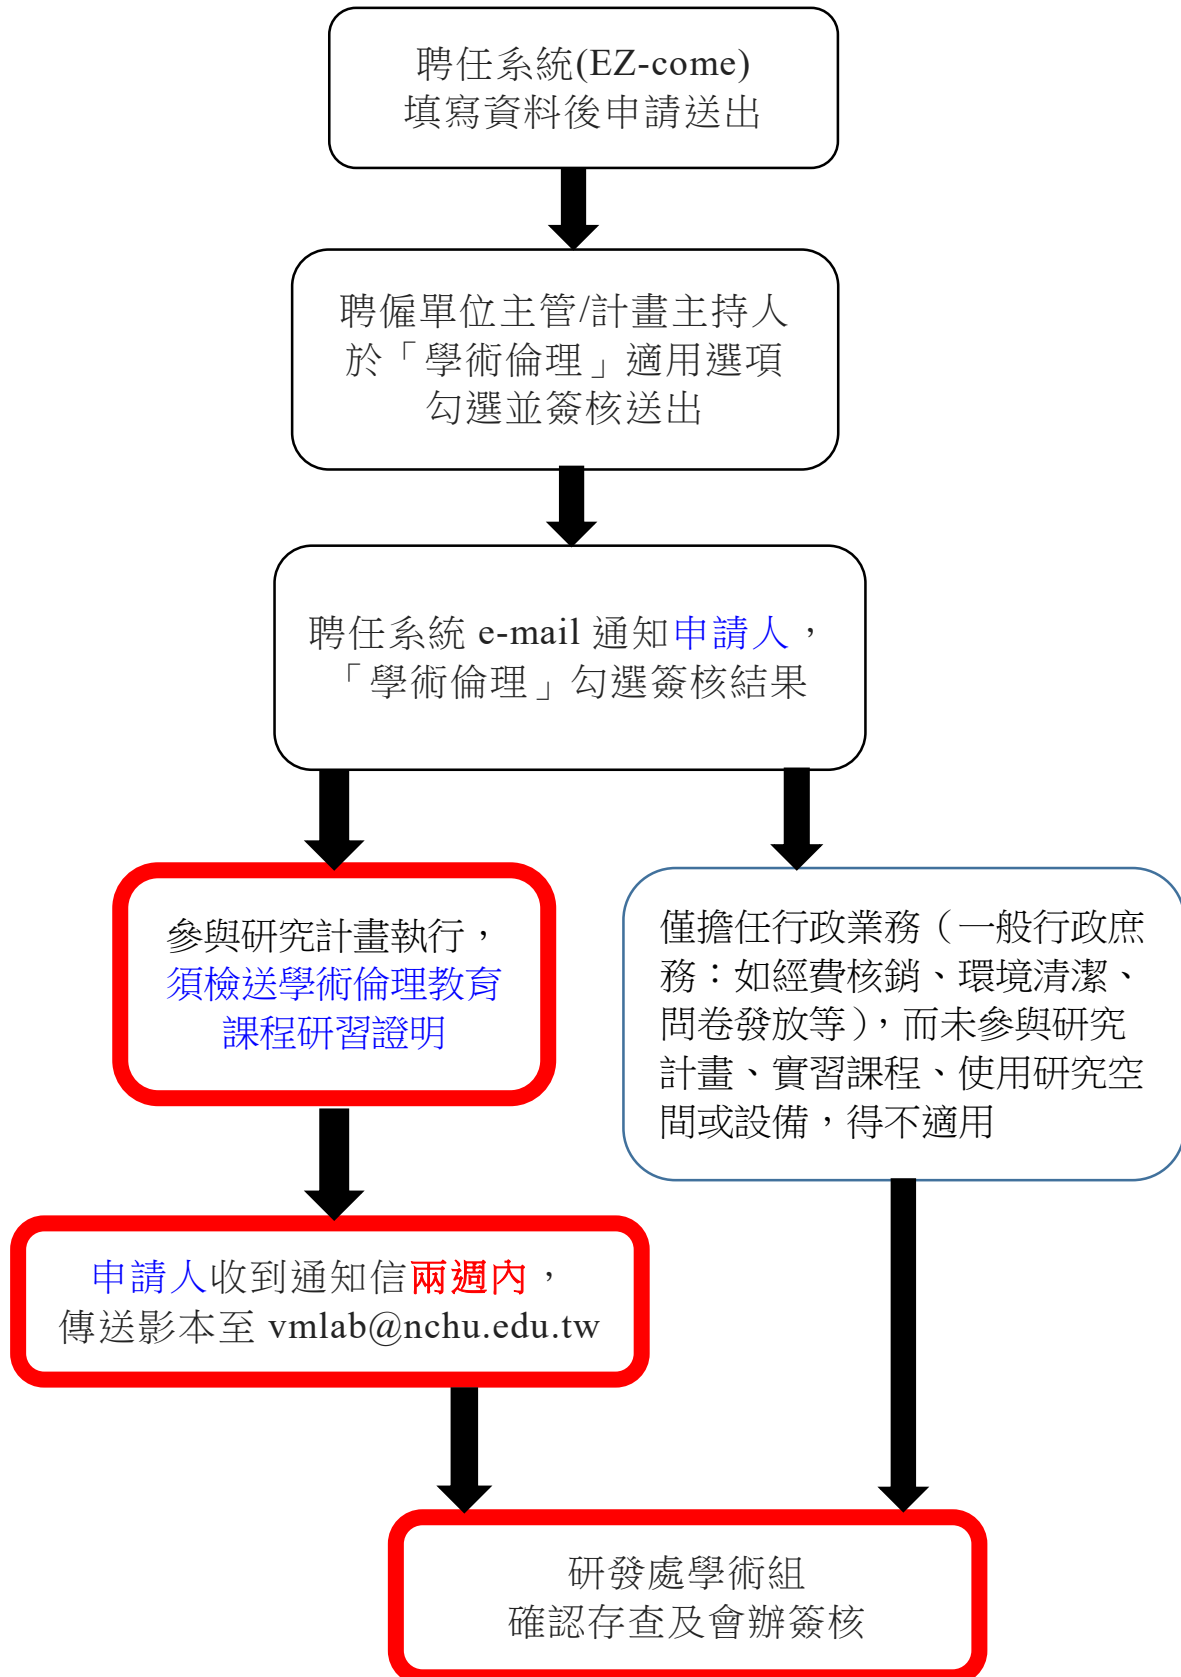 聘任系統(EZ-come)
填寫資料後申請送出
聘僱單位主管/計畫主持人
於「學術倫理」適用選項
勾選並簽核送出
聘任系統 e-mail 通知申請人，
「學術倫理」勾選簽核結果
參與研究計畫執行，
須檢送學術倫理教育
課程研習證明
僅擔任行政業務（一般行政庶
務：如經費核銷、環境清潔、
問卷發放等），而未參與研究
計畫、實習課程、使用研究空
間或設備，得不適用
申請人收到通知信兩週內，
傳送影本至 vmlab@nchu.edu.tw
研發處學術組
確認存查及會辦簽核